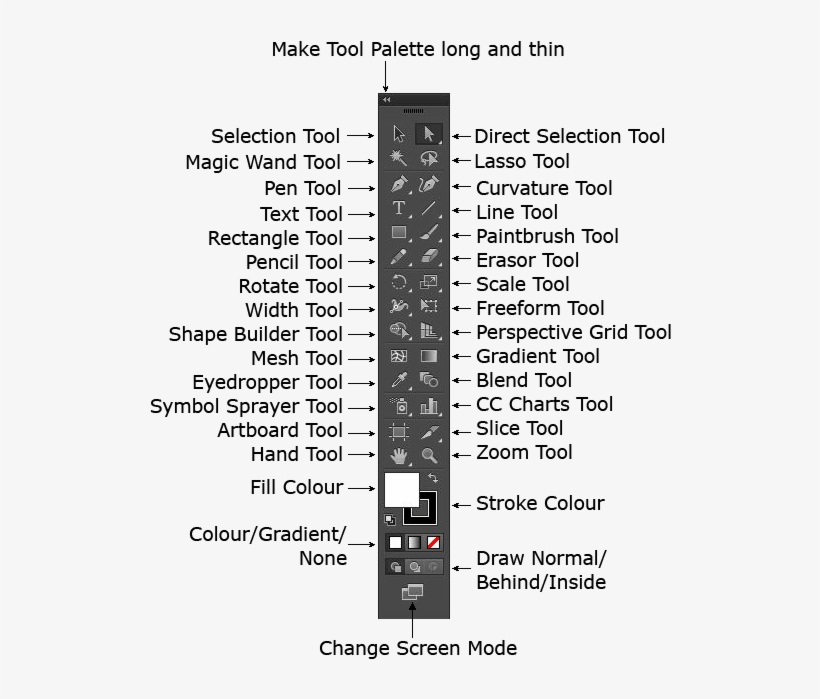 Make Tool Palette long and thin
Selection Tool
Direct Selection Tool
Magic Wand Tool
Lasso Tool
Pen Tool
Curvature Tool
Text Tool
Line Tool
Rectangle Tool
Paintbrush Tool
Pencil Tool
Erasor Tool
Rotate Tool
Scale Tool
Width Tool
Freeform Tool
Shape Builder Tool
Perspective Grid Tool
Mesh Tool
Gradient Tool
Eyedropper Tool
Blend Tool
Symbol Sprayer Tool
CC Charts Tool
Artboard Tool
Slice Tool
Hand Tool
Zoom Tool
Fill Colour
Stroke Colour
Colour/Gradient/
None
Draw Normal/
Behind/Inside
Change Screen Mode